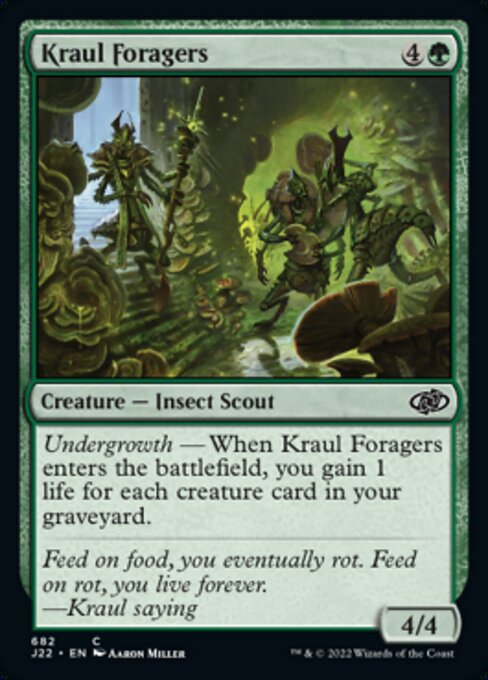 Kraul Foragers 4
Creature — Insect Scout
Undergrowth — When Kraul Foragers
enters the battlefield, you gain 1
life for each creature card in your
graveyard.
Feed on food, you eventually rot. Feed
on rot, you live forever.
—Kraul saying
4/4
682 C
J22 • EN Aaron Miller
™ & © 2022 Wizards of the Coast